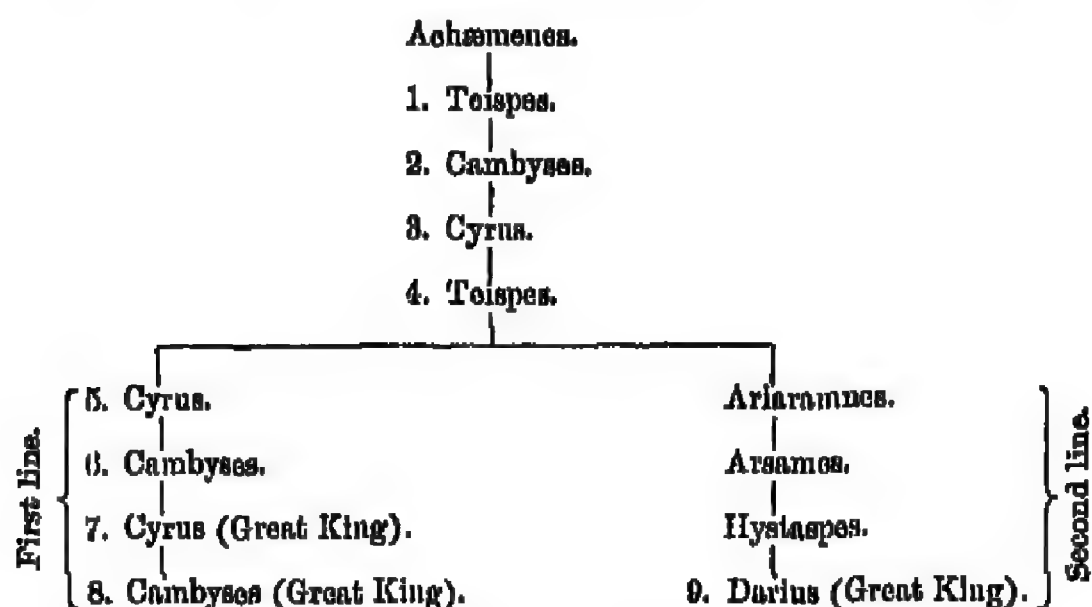 Achæmenes.
1. Teispes.
2. Cambyses.
3. Cyrus.
4. Teispes.
First line.
5. Cyrus.
6. Cambyses.
7. Cyrus (Great King).
8. Cambyses (Great King).
Ariaramnes.
Arsames.
Hystaspes.
9. Darius (Great King).
Second line.